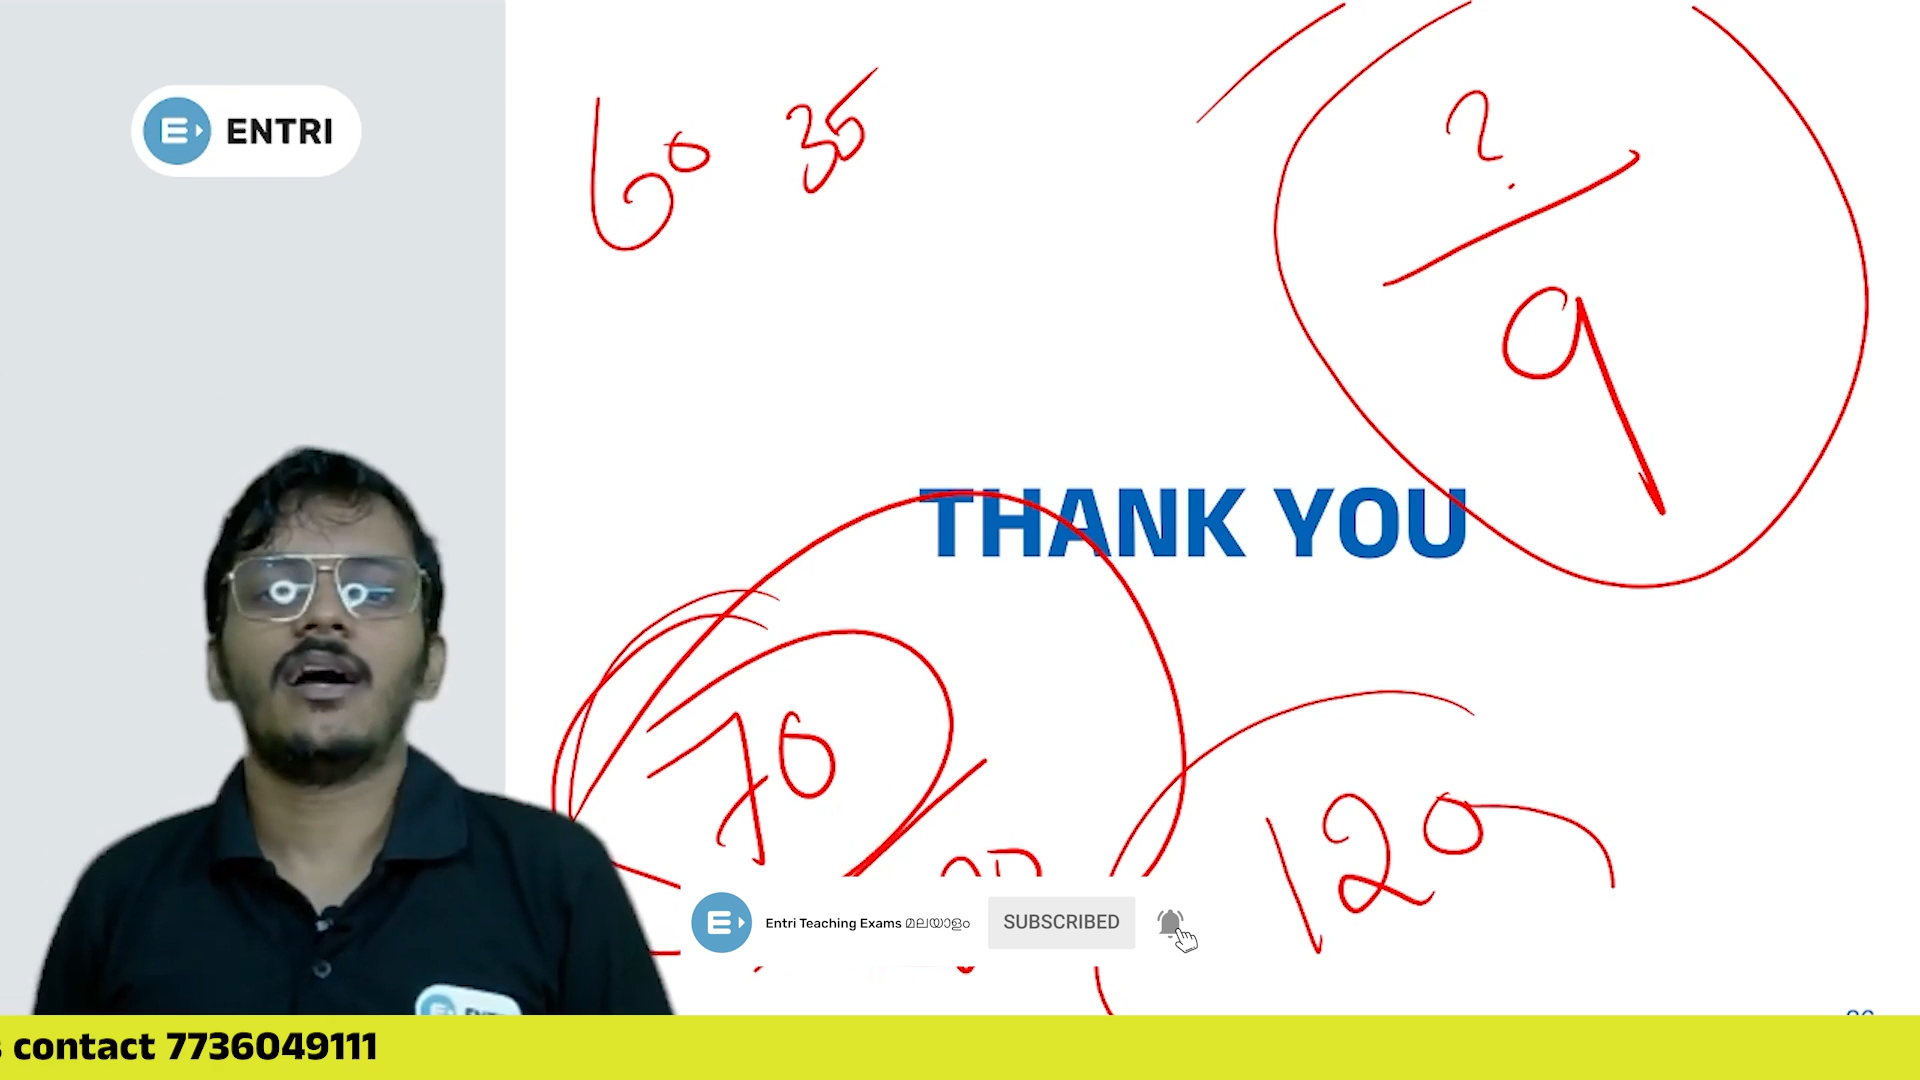 ENTRI
60 35
?
9
THANK YOU
70
120
Entri Teaching Exams മലയാളം
SUBSCRIBED
contact 7736049111